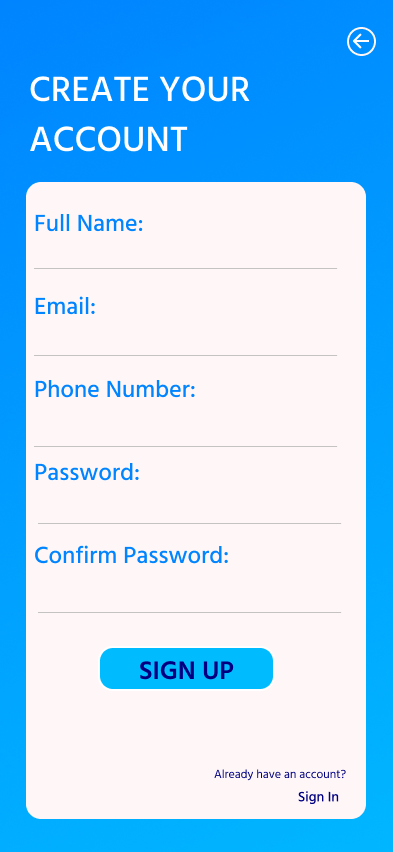 CREATE YOUR
ACCOUNT
Full Name:
Email:
Phone Number:
Password:
Confirm Password:
SIGN UP
Already have an account?
Sign In